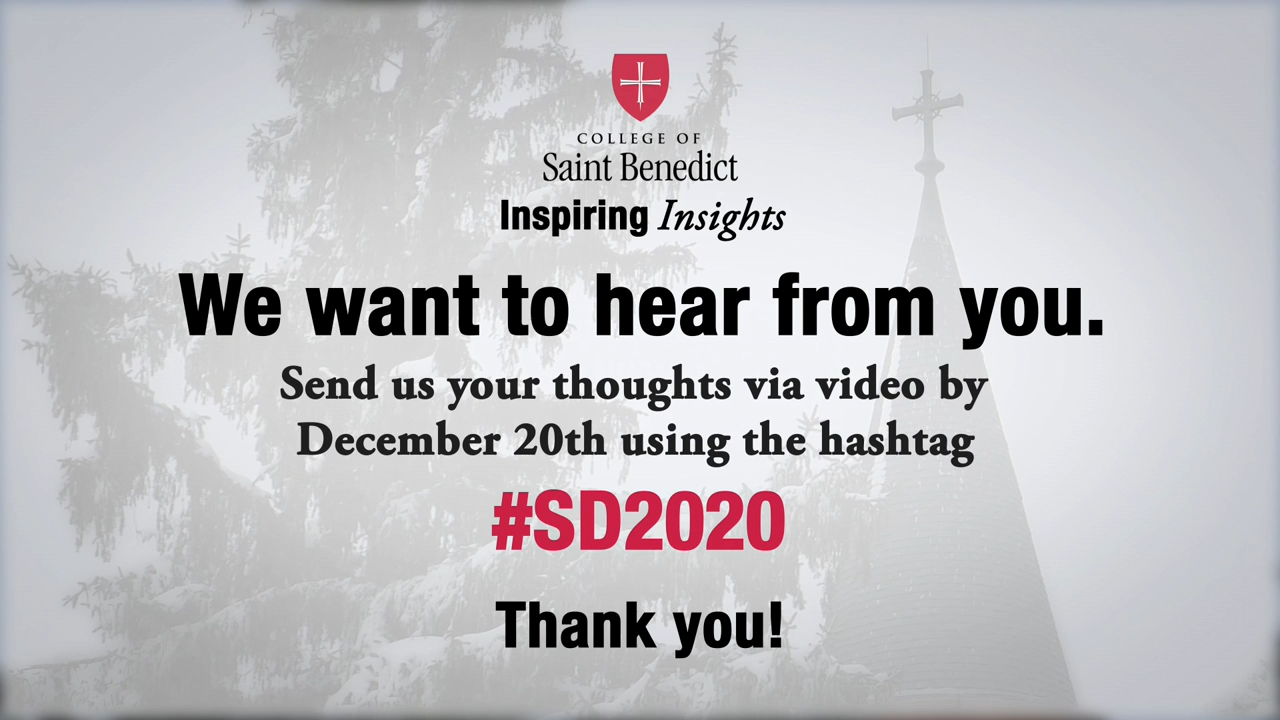 COLLEGE OF
Saint Benedict
Inspiring Insights
We want to hear from you.
Send us your thoughts via video by
December 20th using the hashtag
#SD2020
Thank you!